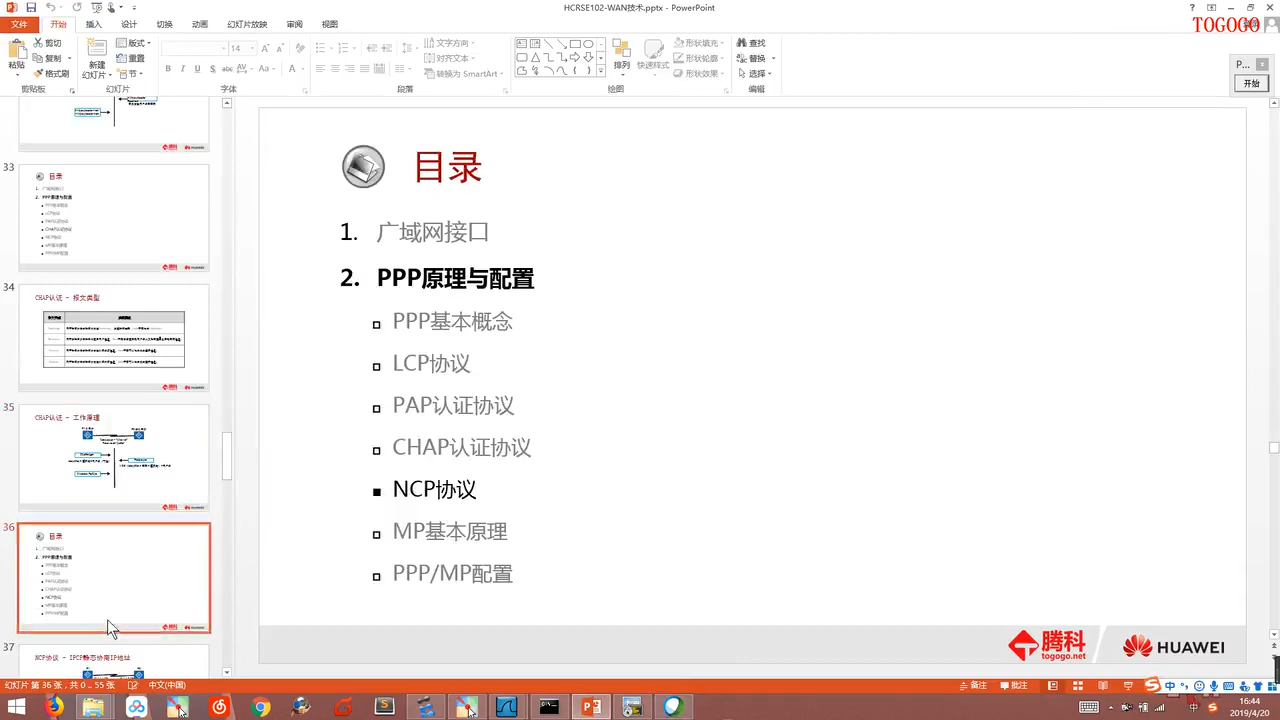 HCRSE102-WAN技术.pptx - PowerPoint
TOGOGO
文件
开始
插入
设计
切换
动画
幻灯片放映
审阅
视图
粘贴
剪切
复制
格式刷
剪贴板
新建
幻灯片
版式
重置
节
幻灯片
14
字体
文字方向
对齐文本
转换为 SmartArt
段落
排列
快速样式
形状填充
形状轮廓
形状效果
绘图
查找
替换
选择
编辑
P...
开始
33
目录
34
CHAP认证 - 报文类型
35
CHAP认证 - 工作原理
36
目录
37
NCP协议 - IPCP静态协商IP地址
目录
1. 广域网接口
2. PPP原理与配置
PPP基本概念
LCP协议
PAP认证协议
CHAP认证协议
NCP协议
MP基本原理
PPP/MP配置
腾科
togogo.net
HUAWEI
幻灯片 第 36 张，共 0 .. 55 张
中文(中国)
备注
批注
中
16:44
2019/4/20